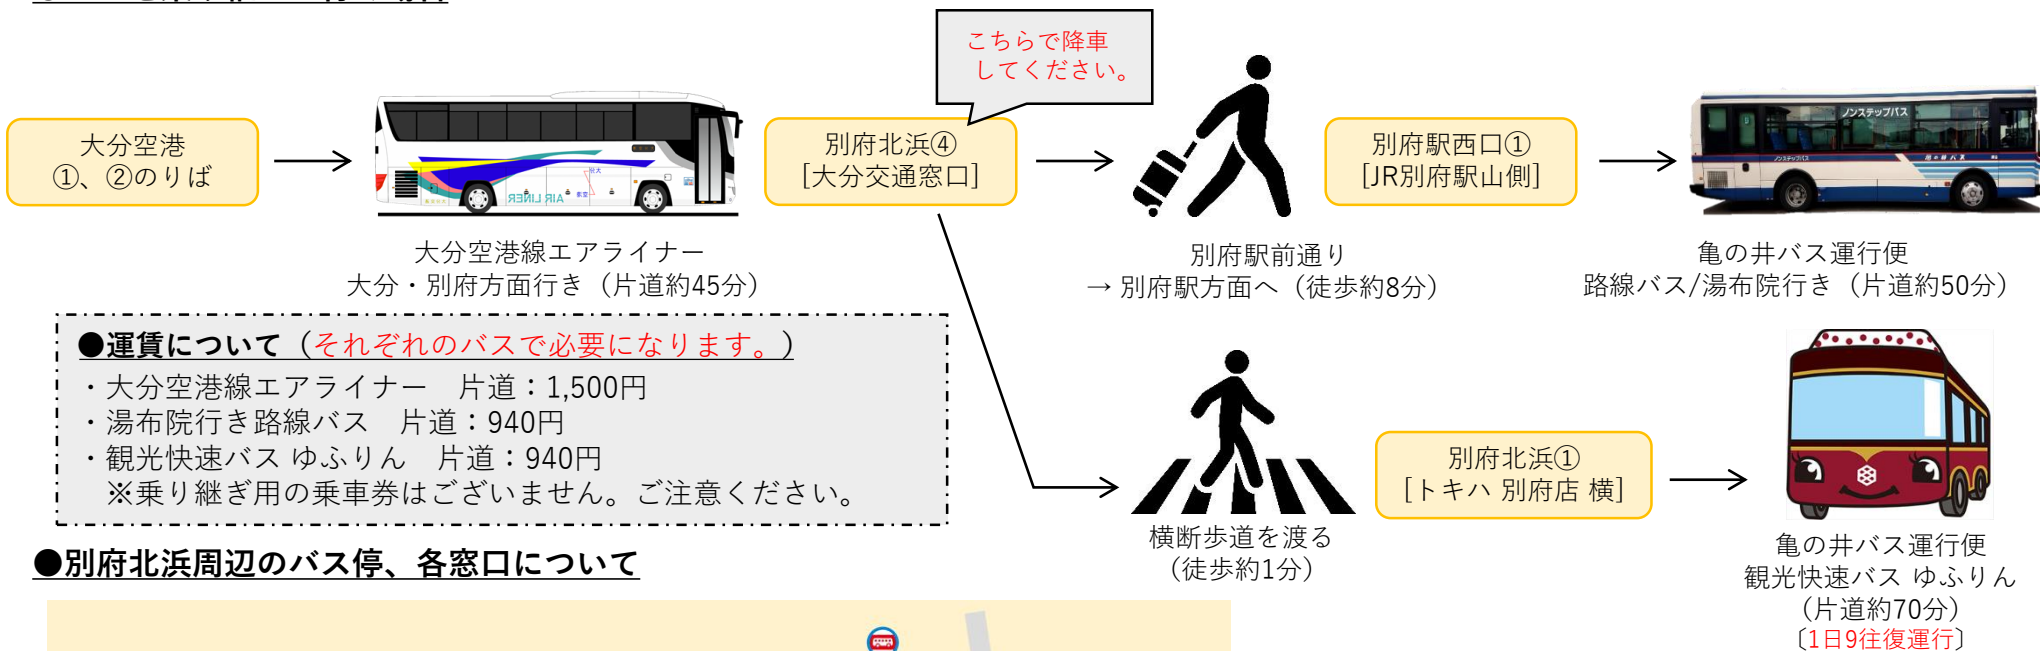 こちらで降車
してください。
大分空港
①、②のりば
別府北浜④
[大分交通窓口]
別府駅西口①
[JR別府駅山側]
ノンステップバス
AIR LINER
大分空港線エアライナー
大分・別府方面行き（片道約45分）
別府駅前通り
→ 別府駅方面へ（徒歩約8分）
亀の井バス運行便
路線バス/湯布院行き（片道約50分）
●運賃について（それぞれのバスで必要になります。）
・大分空港線エアライナー　片道：1,500円
・湯布院行き路線バス　片道：940円
・観光快速バス ゆふりん　片道：940円
※乗り継ぎ用の乗車券はございません。ご注意ください。
横断歩道を渡る
（徒歩約1分）
別府北浜①
[トキハ 別府店 横]
亀の井バス運行便
観光快速バス ゆふりん
（片道約70分）
〔1日9往復運行〕
●別府北浜周辺のバス停、各窓口について